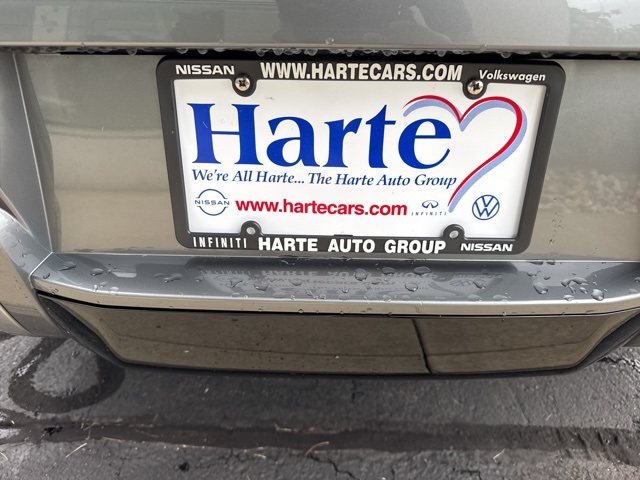 NISSAN WWW.HARTECARS.COM Volkswagen
Harte
We're All Harte... The Harte Auto Group
NISSAN www.hartecars.com INFINITI
INFINITI HARTE AUTO GROUP NISSAN